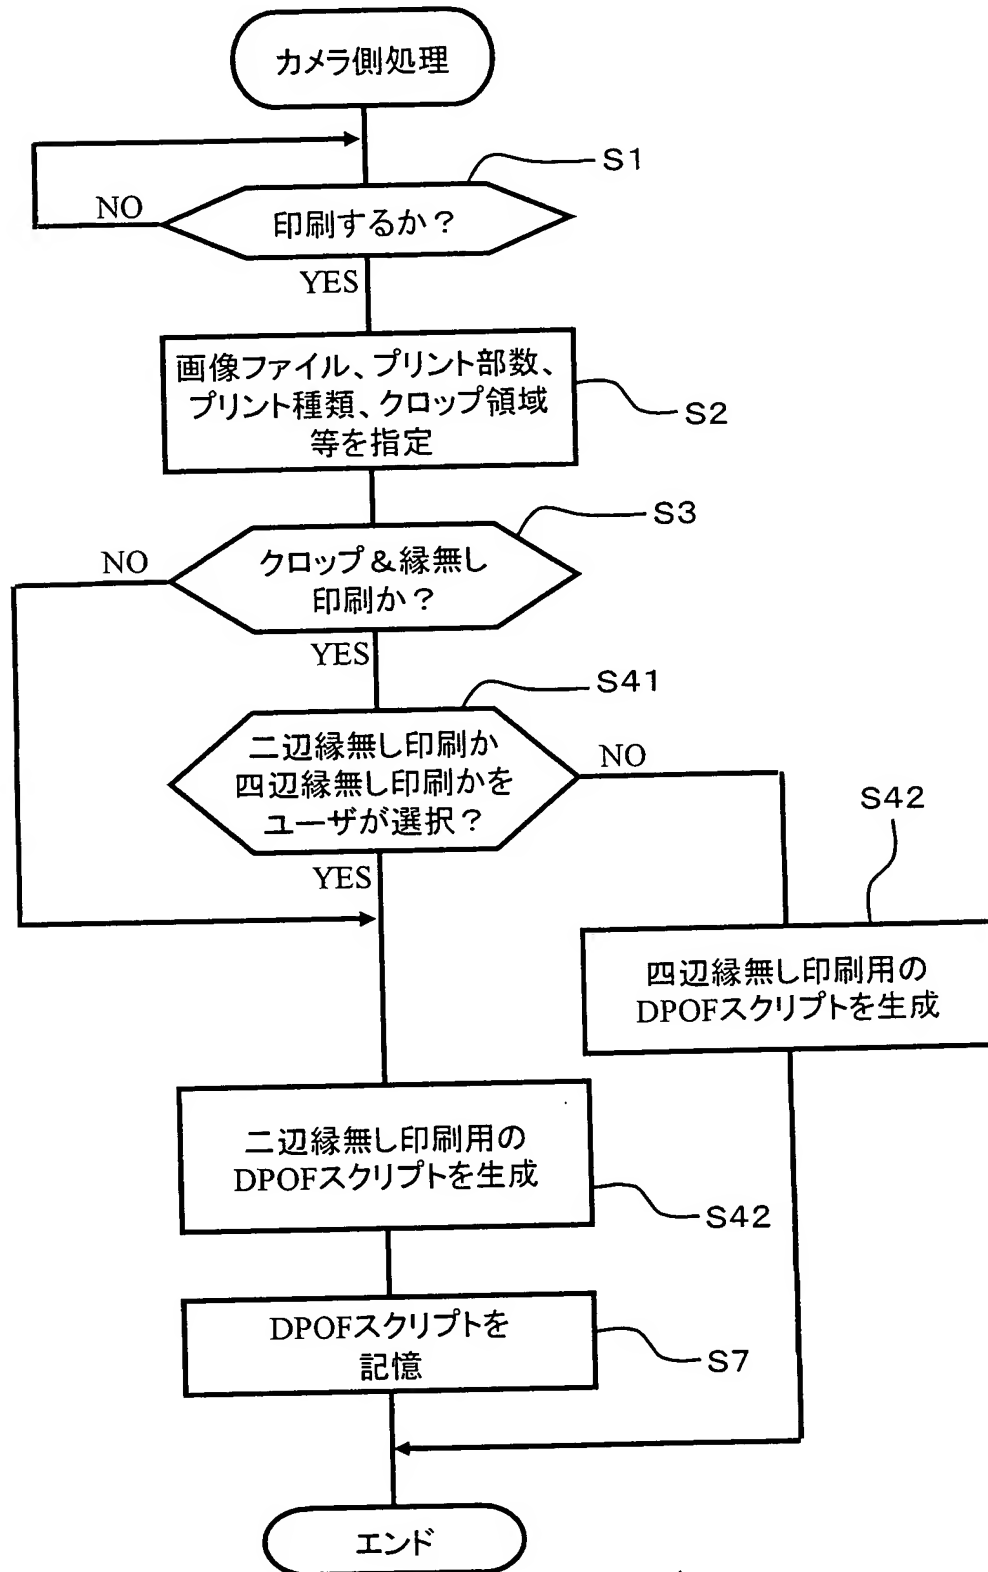 カメラ側処理
S1
NO
印刷するか？
YES
画像ファイル、プリント部数、
プリント種類、クロップ領域
等を指定
S2
S3
NO
クロップ＆縁無し
印刷か？
YES
S41
二辺縁無し印刷か
四辺縁無し印刷かを
ユーザが選択？
NO
YES
S42
四辺縁無し印刷用の
DPOFスクリプトを生成
二辺縁無し印刷用の
DPOFスクリプトを生成
S42
DPOFスクリプトを
記憶
S7
エンド